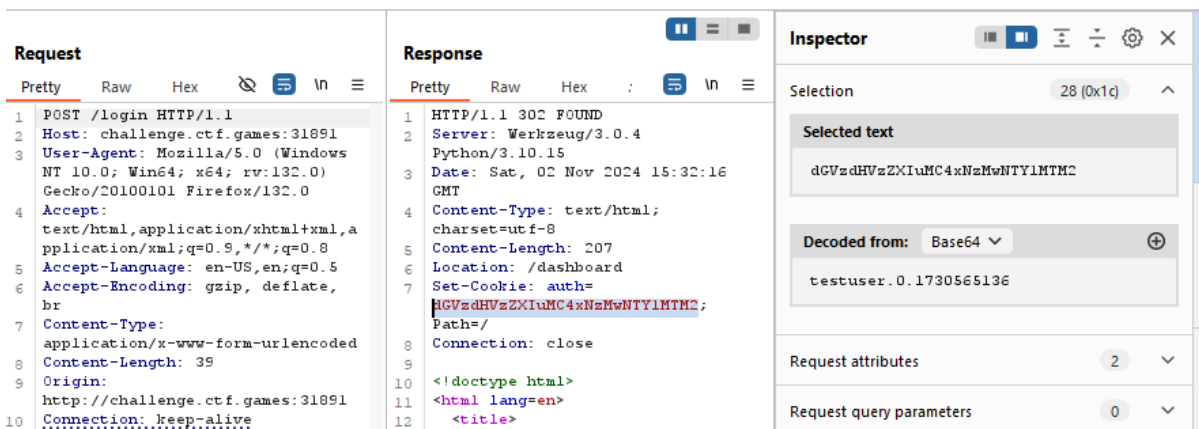 Request
Pretty Raw Hex \n
1 POST /login HTTP/1.1
2 Host: challenge.ctf.games:31891
3 User-Agent: Mozilla/5.0 (Windows
NT 10.0; Win64; x64; rv:132.0)
Gecko/20100101 Firefox/132.0
4 Accept:
text/html,application/xhtml+xml,a
pplication/xml;q=0.9,*/*;q=0.8
5 Accept-Language: en-US,en;q=0.5
6 Accept-Encoding: gzip, deflate,
br
7 Content-Type:
application/x-www-form-urlencoded
8 Content-Length: 39
9 Origin:
http://challenge.ctf.games:31891
10 Connection: keep-alive
Response
Pretty Raw Hex : \n
1 HTTP/1.1 302 FOUND
2 Server: Werkzeug/3.0.4
Python/3.10.15
3 Date: Sat, 02 Nov 2024 15:32:16
GMT
4 Content-Type: text/html;
charset=utf-8
5 Content-Length: 207
6 Location: /dashboard
7 Set-Cookie: auth=
dGVzdHVzZXIuMC4xNzMwNTY1MTM2;
Path=/
8 Connection: close
9
10 <!doctype html>
11 <html lang=en>
12 <title>
Inspector
Selection 28 (0x1c)
Selected text
dGVzdHVzZXIuMC4xNzMwNTY1MTM2
Decoded from: Base64
testuser.0.1730565136
Request attributes 2
Request query parameters 0